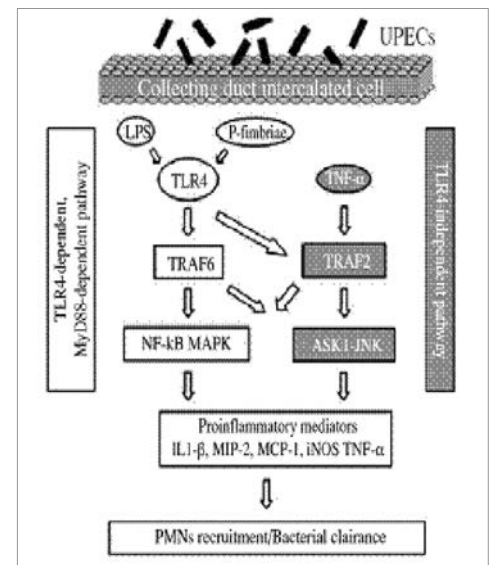 UPECs
Collecting duct intercalated cell
LPS
P-fimbriae
TLR4
TNF-α
TLR4-dependent,
MyD88-dependent pathway
TLR4-independent pathway
TRAF6
TRAF2
NF-kB MAPK
ASK1-JNK
Proinflammatory mediators
IL1-β, MIP-2, MCP-1, iNOS TNF-α
PMNs recruitment/Bacterial clairance